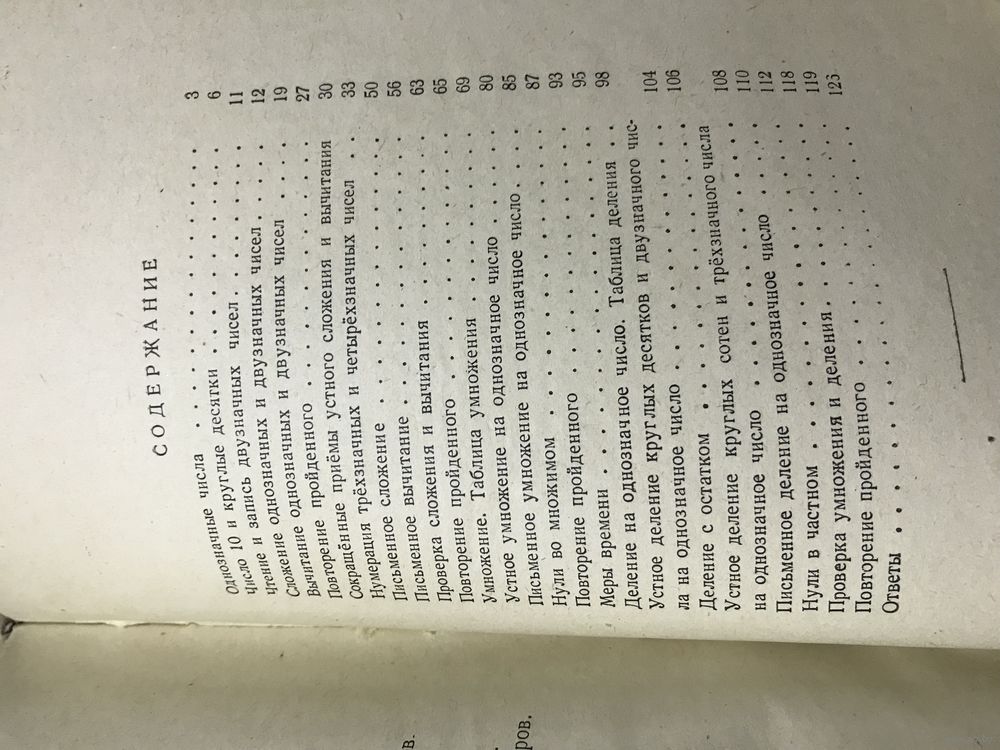 в.
ров.
СОДЕРЖАНИЕ
Однозначные числа . . . . . . . . . . . . . 3
Число 10 и круглые десятки . . . . . . . . . . 6
Чтение и запись двузначных чисел . . . . . . . . 11
Сложение однозначных и двузначных чисел . . . . 12
Вычитание однозначных и двузначных чисел . . . . 19
Повторение пройденного . . . . . . . . . . . 27
Сокращённые приёмы устного сложения и вычитания 30
Нумерация трёхзначных и четырёхзначных чисел . . 33
Письменное сложение . . . . . . . . . . . . 50
Письменное вычитание . . . . . . . . . . . . 56
Проверка сложения и вычитания . . . . . . . . 63
Повторение пройденного . . . . . . . . . . . 65
Умножение. Таблица умножения . . . . . . . . 69
Устное умножение на однозначное число . . . . . 80
Письменное умножение на однозначное число . . . . 85
Нули во множимом . . . . . . . . . . . . . 87
Повторение пройденного . . . . . . . . . . . 93
Меры времени . . . . . . . . . . . . . . . 95
Деление на однозначное число. Таблица деления . . 98
Устное деление круглых десятков и двузначного чис-
ла на однозначное число . . . . . . . . . . . 104
Деление с остатком . . . . . . . . . . . . . 106
Устное деление круглых сотен и трёхзначного числа
на однозначное число . . . . . . . . . . . . 108
Письменное деление на однозначное число . . . . 110
Нули в частном . . . . . . . . . . . . . . 112
Проверка умножения и деления . . . . . . . . . 118
Повторение пройденного . . . . . . . . . . . 119
Ответы . . . . . . . . . . . . . . . . . . 123